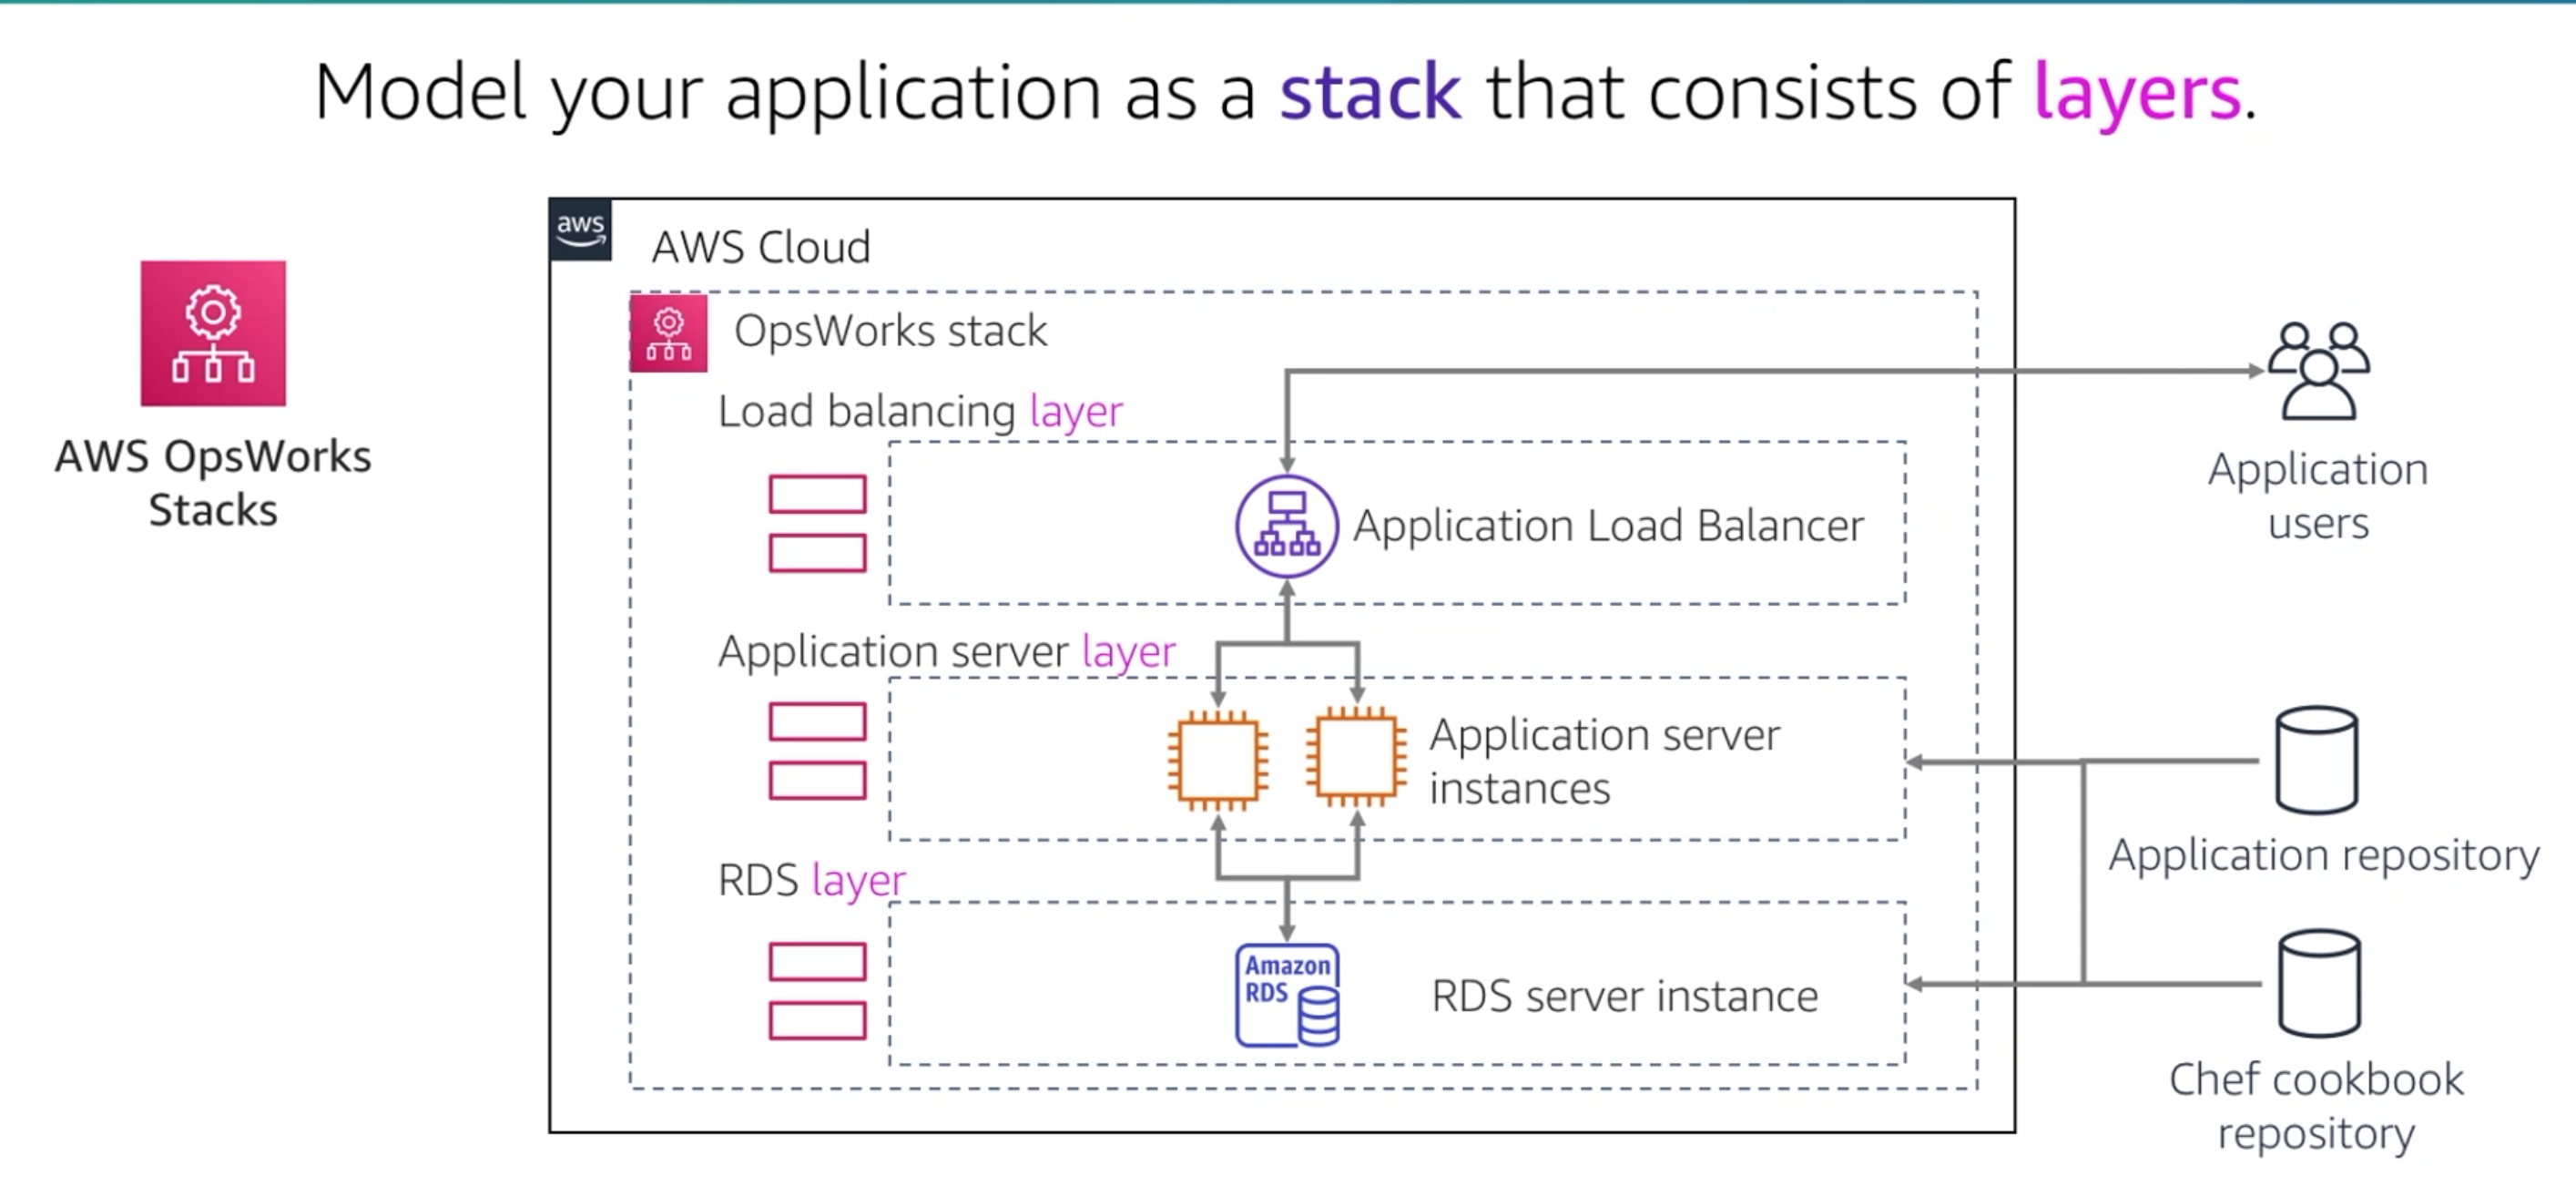 Model your application as a stack that consists of layers.
aws
AWS Cloud
AWS OpsWorks
Stacks
OpsWorks stack
Load balancing layer
Application Load Balancer
Application
users
Application server layer
Application server
instances
Application repository
RDS layer
Amazon
RDS
RDS server instance
Chef cookbook
repository